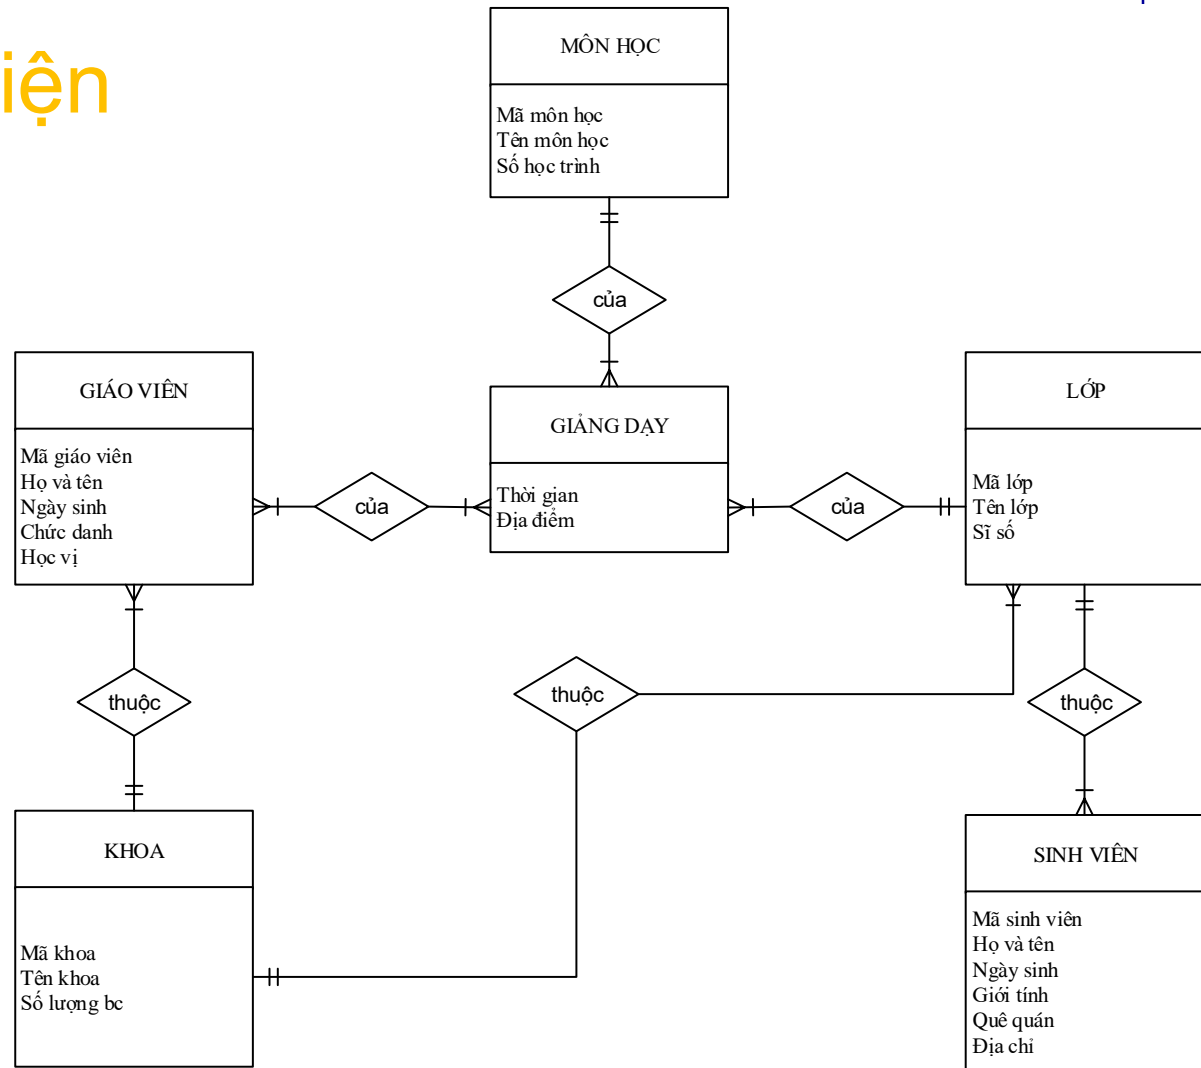 iện
MÔN HỌC
Mã môn học
Tên môn học
Số học trình
của
GIÁO VIÊN
Mã giáo viên
Họ và tên
Ngày sinh
Chức danh
Học vị
của
GIẢNG DẠY
Thời gian
Địa điểm
của
LỚP
Mã lớp
Tên lớp
Sĩ số
thuộc
thuộc
thuộc
KHOA
Mã khoa
Tên khoa
Số lượng bc
SINH VIÊN
Mã sinh viên
Họ và tên
Ngày sinh
Giới tính
Quê quán
Địa chỉ